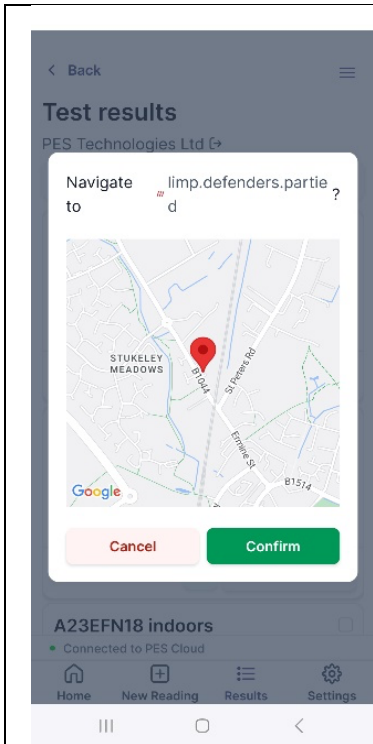 Back
Test results
PES Technologies Ltd
Navigate to
/// limp.defenders.partied ?
STUKELEY MEADOWS
B1044
St Peters Rd
Ermine St
B1514
Google
Cancel
Confirm
A23EFN18 indoors
Connected to PES Cloud
Home
New Reading
Results
Settings